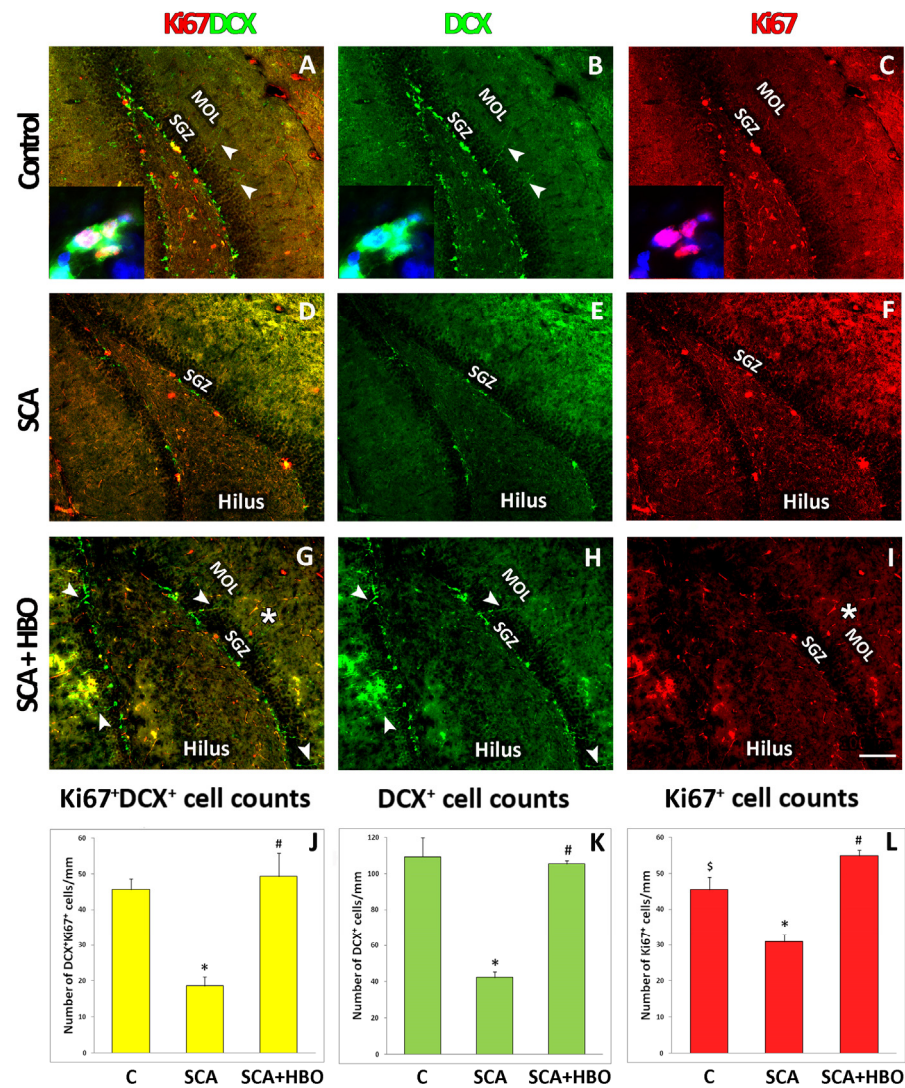 Ki67DCX DCX Ki67
Control
A
MOL
SGZ
B
MOL
SGZ
C
MOL
SGZ
SCA
D
SGZ
Hilus
E
SGZ
Hilus
F
SGZ
Hilus
SCA+HBO
G
MOL
*
SGZ
Hilus
H
MOL
SGZ
Hilus
I
*
MOL
SGZ
Hilus
Ki67⁺DCX⁺ cell counts
J
Number of DCX⁺Ki67⁺ cells/mm
60
50
40
30
20
10
0
*
#
C SCA SCA+HBO
DCX⁺ cell counts
K
Number of DCX⁺ cells/mm
120
100
80
60
40
20
0
*
#
C SCA SCA+HBO
Ki67⁺ cell counts
L
Number of Ki67⁺ cells/mm
60
50
40
30
20
10
0
$
*
#
C SCA SCA+HBO